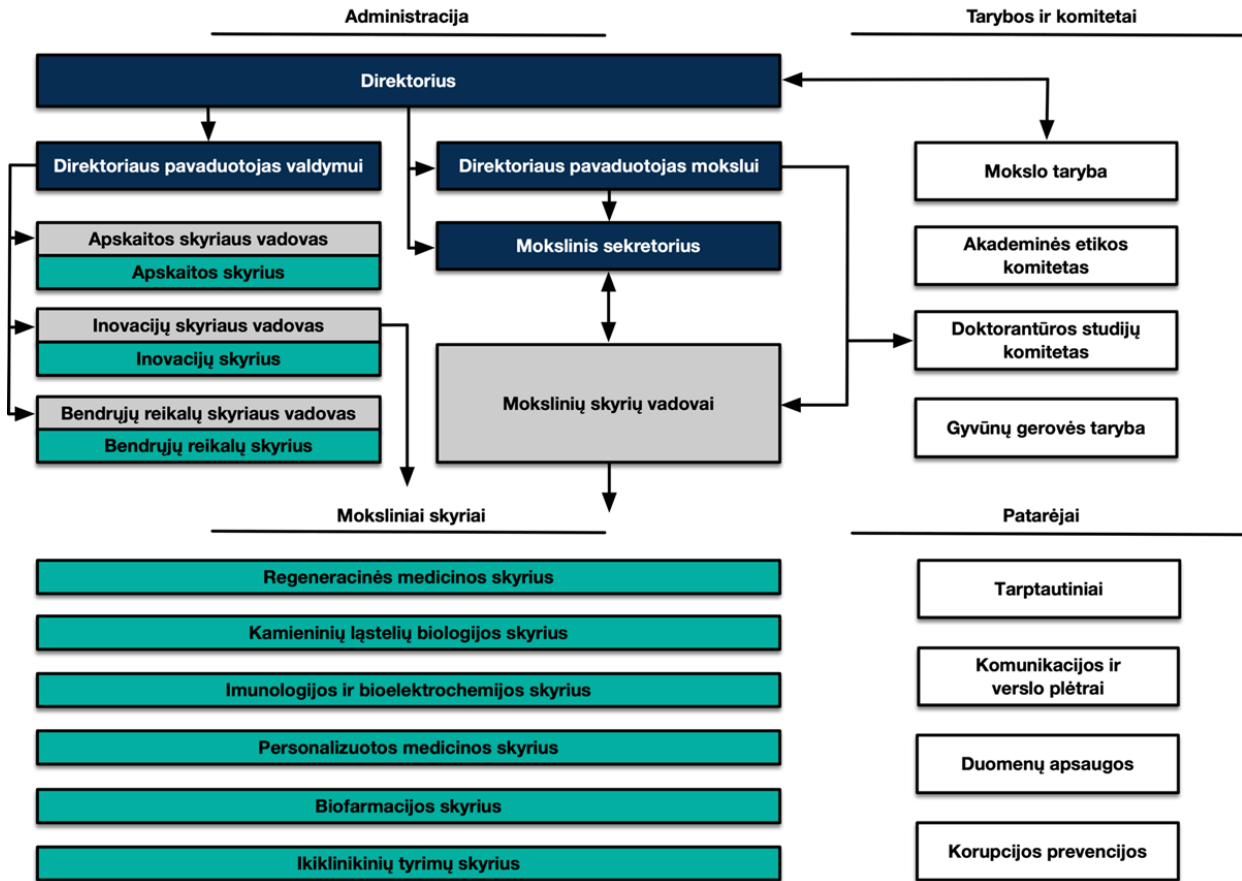 Administracija
Tarybos ir komitetai
Direktorius
Direktoriaus pavaduotojas valdymui
Direktoriaus pavaduotojas mokslui
Mokslo taryba
Apskaitos skyriaus vadovas
Apskaitos skyrius
Mokslinis sekretorius
Akademinės etikos
komitetas
Inovacijų skyriaus vadovas
Inovacijų skyrius
Doktorantūros studijų
komitetas
Mokslinių skyrių vadovai
Bendrųjų reikalų skyriaus vadovas
Bendrųjų reikalų skyrius
Gyvūnų gerovės taryba
Moksliniai skyriai
Patarėjai
Regeneracinės medicinos skyrius
Tarptautiniai
Kamieninių ląstelių biologijos skyrius
Komunikacijos ir
verslo plėtrai
Imunologijos ir bioelektrochemijos skyrius
Personalizuotos medicinos skyrius
Duomenų apsaugos
Biofarmacijos skyrius
Korupcijos prevencijos
Ikiklinikinių tyrimų skyrius